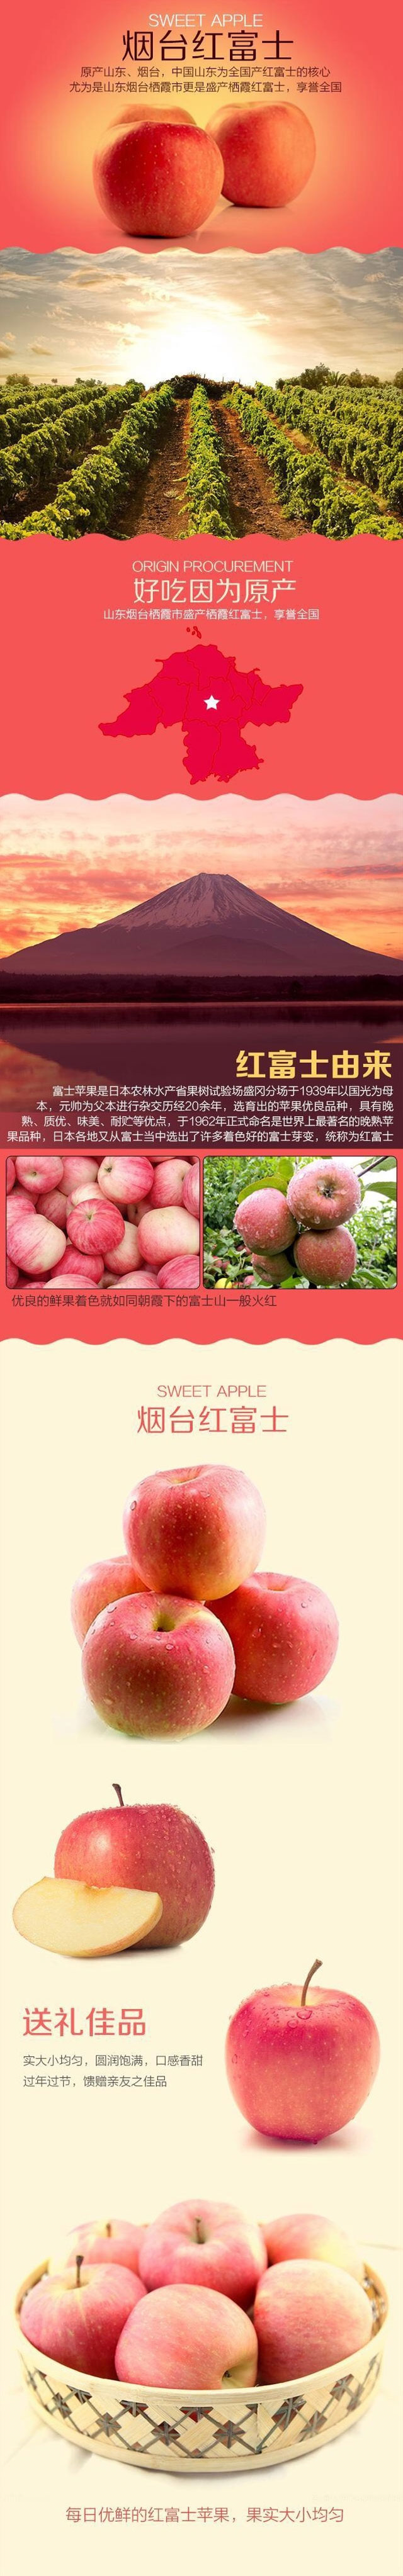 SWEET APPLE
烟台红富士
原产山东、烟台，中国山东为全国产红富士的核心
尤为是山东烟台栖霞市更是盛产栖霞红富士，享誉全国
ORIGIN PROCUREMENT
好吃因为原产
山东烟台栖霞市盛产栖霞红富士，享誉全国
红富士由来
富士苹果是日本农林水产省果树试验场盛冈分场于1939年以国光为母
本，元帅为父本进行杂交历经20余年，选育出的苹果优良品种，具有晚
熟、质优、味美、耐贮等优点，于1962年正式命名是世界上最著名的晚熟苹
果品种，日本各地又从富士当中选出了许多着色好的富士芽变，统称为红富士
优良的鲜果着色就如同朝霞下的富士山一般火红
SWEET APPLE
烟台红富士
送礼佳品
实大小均匀，圆润饱满，口感香甜
过年过节，馈赠亲友之佳品
每日优鲜的红富士苹果，果实大小均匀